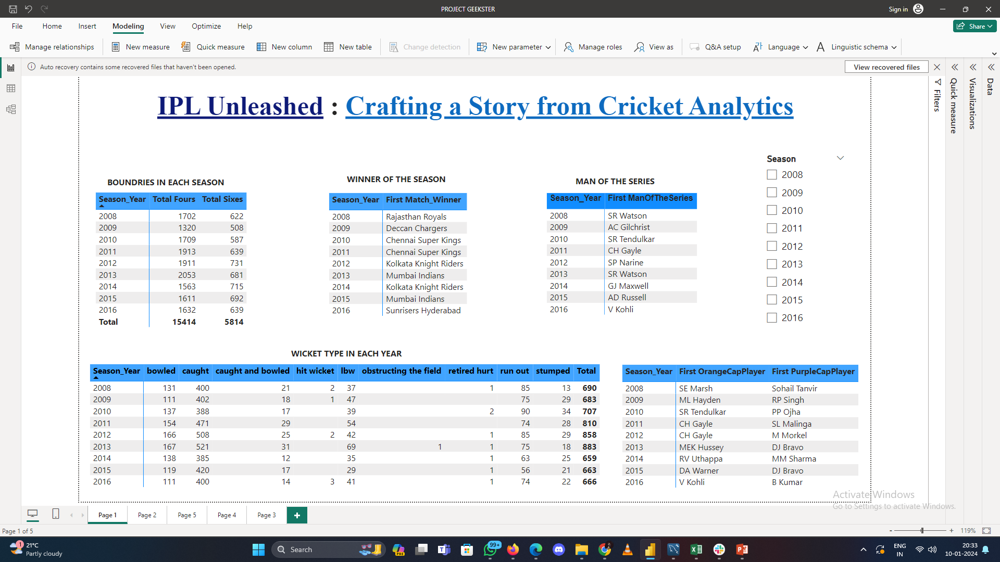 PROJECT GEEKSTER
Sign in
File Home Insert Modeling View Optimize Help
Share
Manage relationships New measure Quick measure New column New table Change detection New parameter Manage roles View as Q&A setup Language Linguistic schema
Auto recovery contains some recovered files that haven't been opened.
View recovered files
IPL Unleashed : Crafting a Story from Cricket Analytics
Filters
Quick measure
Visualizations
Data
BOUNDRIES IN EACH SEASON
Season_Year Total Fours Total Sixes
2008 1702 622
2009 1320 508
2010 1709 587
2011 1913 639
2012 1911 731
2013 2053 681
2014 1563 715
2015 1611 692
2016 1632 639
Total 15414 5814
WINNER OF THE SEASON
Season_Year First Match_Winner
2008 Rajasthan Royals
2009 Deccan Chargers
2010 Chennai Super Kings
2011 Chennai Super Kings
2012 Kolkata Knight Riders
2013 Mumbai Indians
2014 Kolkata Knight Riders
2015 Mumbai Indians
2016 Sunrisers Hyderabad
MAN OF THE SERIES
Season_Year First ManOfTheSeries
2008 SR Watson
2009 AC Gilchrist
2010 SR Tendulkar
2011 CH Gayle
2012 SP Narine
2013 SR Watson
2014 GJ Maxwell
2015 AD Russell
2016 V Kohli
Season
2008
2009
2010
2011
2012
2013
2014
2015
2016
WICKET TYPE IN EACH YEAR
Season_Year bowled caught caught and bowled hit wicket lbw obstructing the field retired hurt run out stumped Total
2008 131 400 21 2 37 1 85 13 690
2009 111 402 18 1 47 75 29 683
2010 137 388 17 39 2 90 34 707
2011 154 471 29 54 74 28 810
2012 166 508 25 2 42 1 85 29 858
2013 167 521 31 69 1 1 75 18 883
2014 138 385 12 35 1 63 25 659
2015 119 420 17 29 1 56 21 663
2016 111 400 14 3 41 1 74 22 666
Season_Year First OrangeCapPlayer First PurpleCapPlayer
2008 SE Marsh Sohail Tanvir
2009 ML Hayden RP Singh
2010 SR Tendulkar PP Ojha
2011 CH Gayle SL Malinga
2012 CH Gayle M Morkel
2013 MEK Hussey DJ Bravo
2014 RV Uthappa MM Sharma
2015 DA Warner DJ Bravo
2016 V Kohli B Kumar
Activate Windows
Go to Settings to activate Windows.
Page 1 Page 2 Page 5 Page 4 Page 3 +
Page 1 of 5
- + 119%
1
21°C
Partly cloudy
Search
PRE
99+
ENG
IN
20:33
10-01-2024